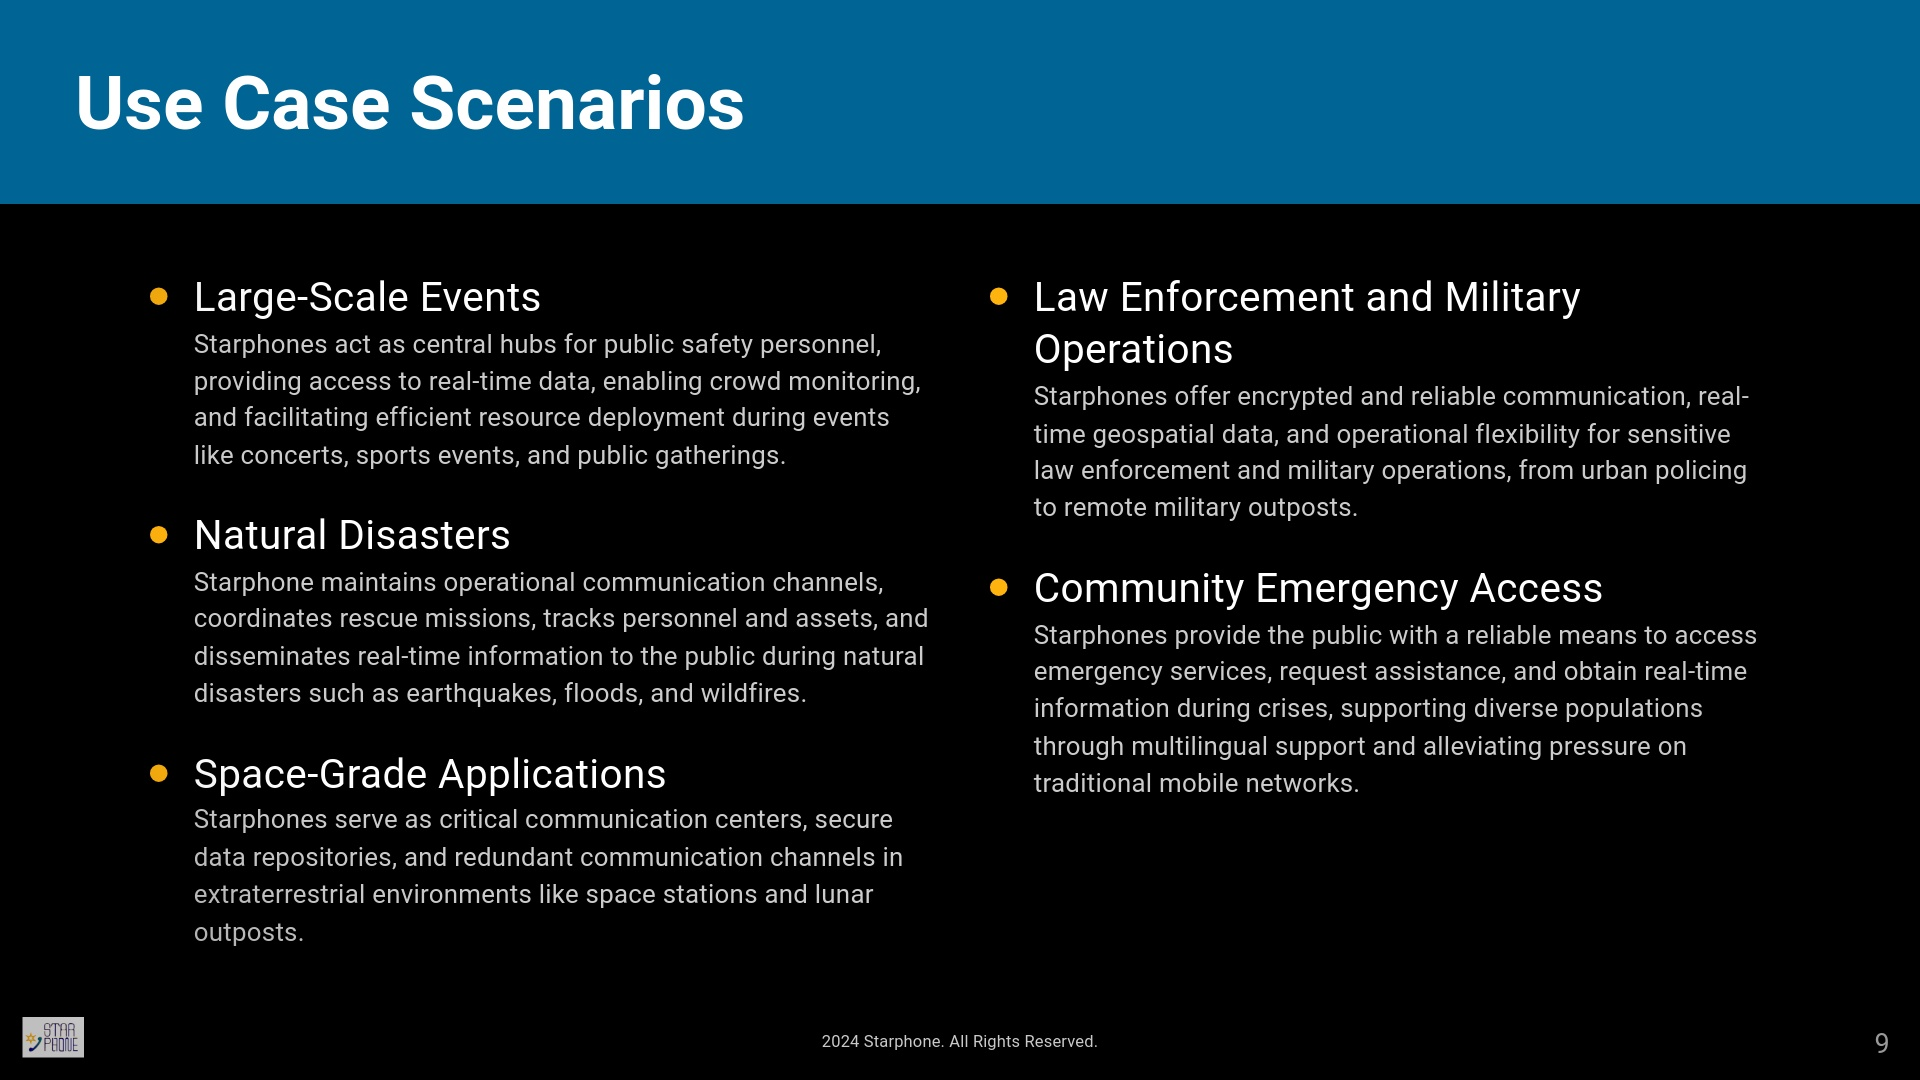 Use Case Scenarios
Large-Scale Events
Starphones act as central hubs for public safety personnel,
providing access to real-time data, enabling crowd monitoring,
and facilitating efficient resource deployment during events
like concerts, sports events, and public gatherings.
Natural Disasters
Starphone maintains operational communication channels,
coordinates rescue missions, tracks personnel and assets, and
disseminates real-time information to the public during natural
disasters such as earthquakes, floods, and wildfires.
Space-Grade Applications
Starphones serve as critical communication centers, secure
data repositories, and redundant communication channels in
extraterrestrial environments like space stations and lunar
outposts.
Law Enforcement and Military
Operations
Starphones offer encrypted and reliable communication, real-
time geospatial data, and operational flexibility for sensitive
law enforcement and military operations, from urban policing
to remote military outposts.
Community Emergency Access
Starphones provide the public with a reliable means to access
emergency services, request assistance, and obtain real-time
information during crises, supporting diverse populations
through multilingual support and alleviating pressure on
traditional mobile networks.
STAR
PHONE
2024 Starphone. All Rights Reserved.
9